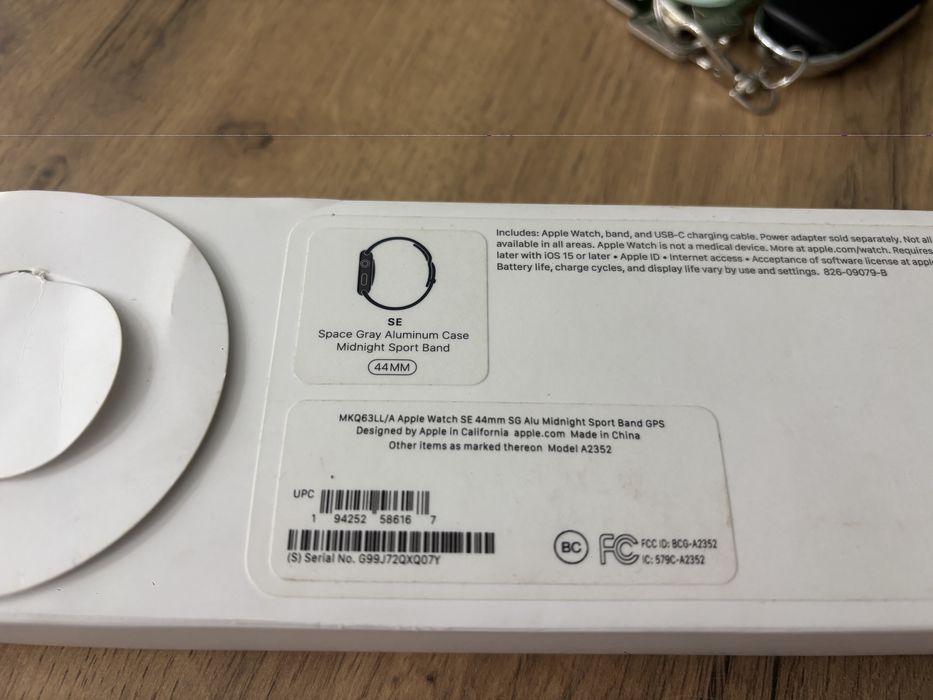 Includes: Apple Watch, band, and USB-C charging cable. Power adapter sold separately. Not all
available in all areas. Apple Watch is not a medical device. More at apple.com/watch. Requires
later with iOS 15 or later • Apple ID • Internet access • Acceptance of software license at
Battery life, charge cycles, and display life vary by use and settings. 826-09079-B
SE
Space Gray Aluminum Case
Midnight Sport Band
44MM
MKQ63LL/A Apple Watch SE 44mm SG Alu Midnight Sport Band GPS
Designed by Apple in California apple.com Made in China
Other items as marked thereon Model A2352
UPC
1 94252 58616 7
(S) Serial No. G99J72QXQ07Y
BC
FC
FCC ID: BCG-A2352
IC: 579C-A2352